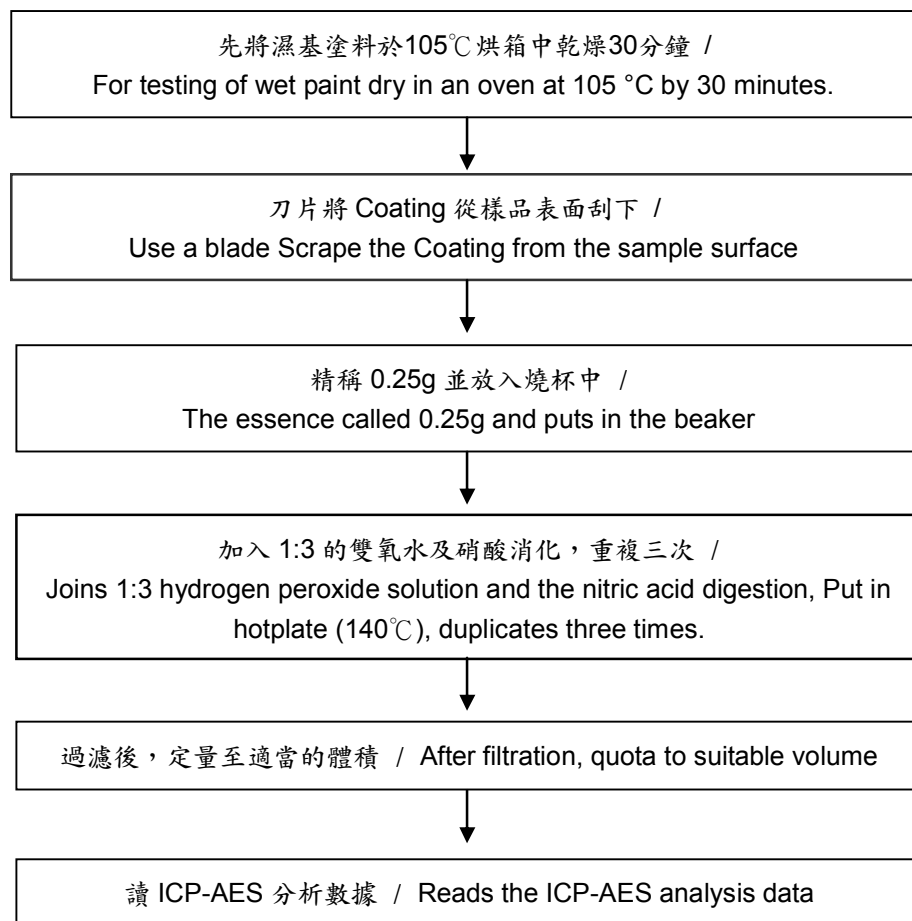 先將濕基塗料於105℃烘箱中乾燥30分鐘 /
For testing of wet paint dry in an oven at 105 °C by 30 minutes.
刀片將 Coating 從樣品表面刮下 /
Use a blade Scrape the Coating from the sample surface
精稱 0.25g 並放入燒杯中 /
The essence called 0.25g and puts in the beaker
加入 1:3 的雙氧水及硝酸消化，重複三次 /
Joins 1:3 hydrogen peroxide solution and the nitric acid digestion, Put in
hotplate (140℃), duplicates three times.
過濾後，定量至適當的體積 / After filtration, quota to suitable volume
讀 ICP-AES 分析數據 / Reads the ICP-AES analysis data